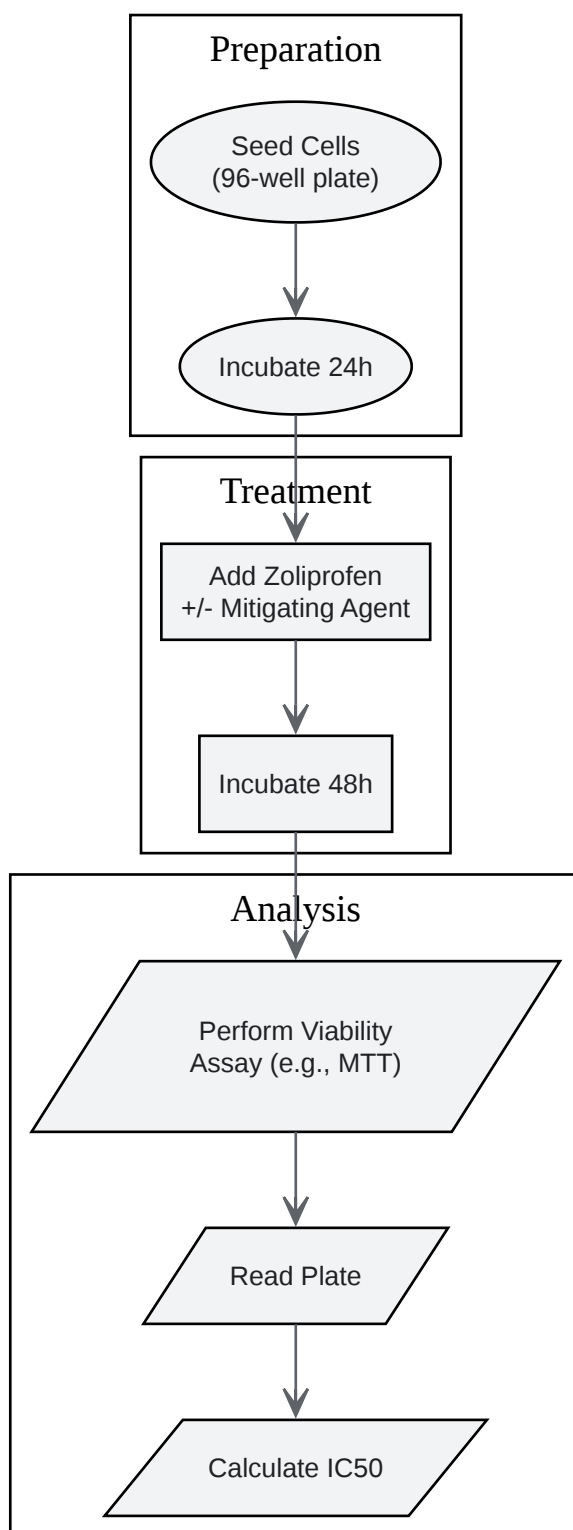 Preparation
Seed Cells
(96-well plate)
Incubate 24h
Treatment
Add Zoliprofen
+/- Mitigating Agent
Incubate 48h
Analysis
Perform Viability
Assay (e.g., MTT)
Read Plate
Calculate IC50